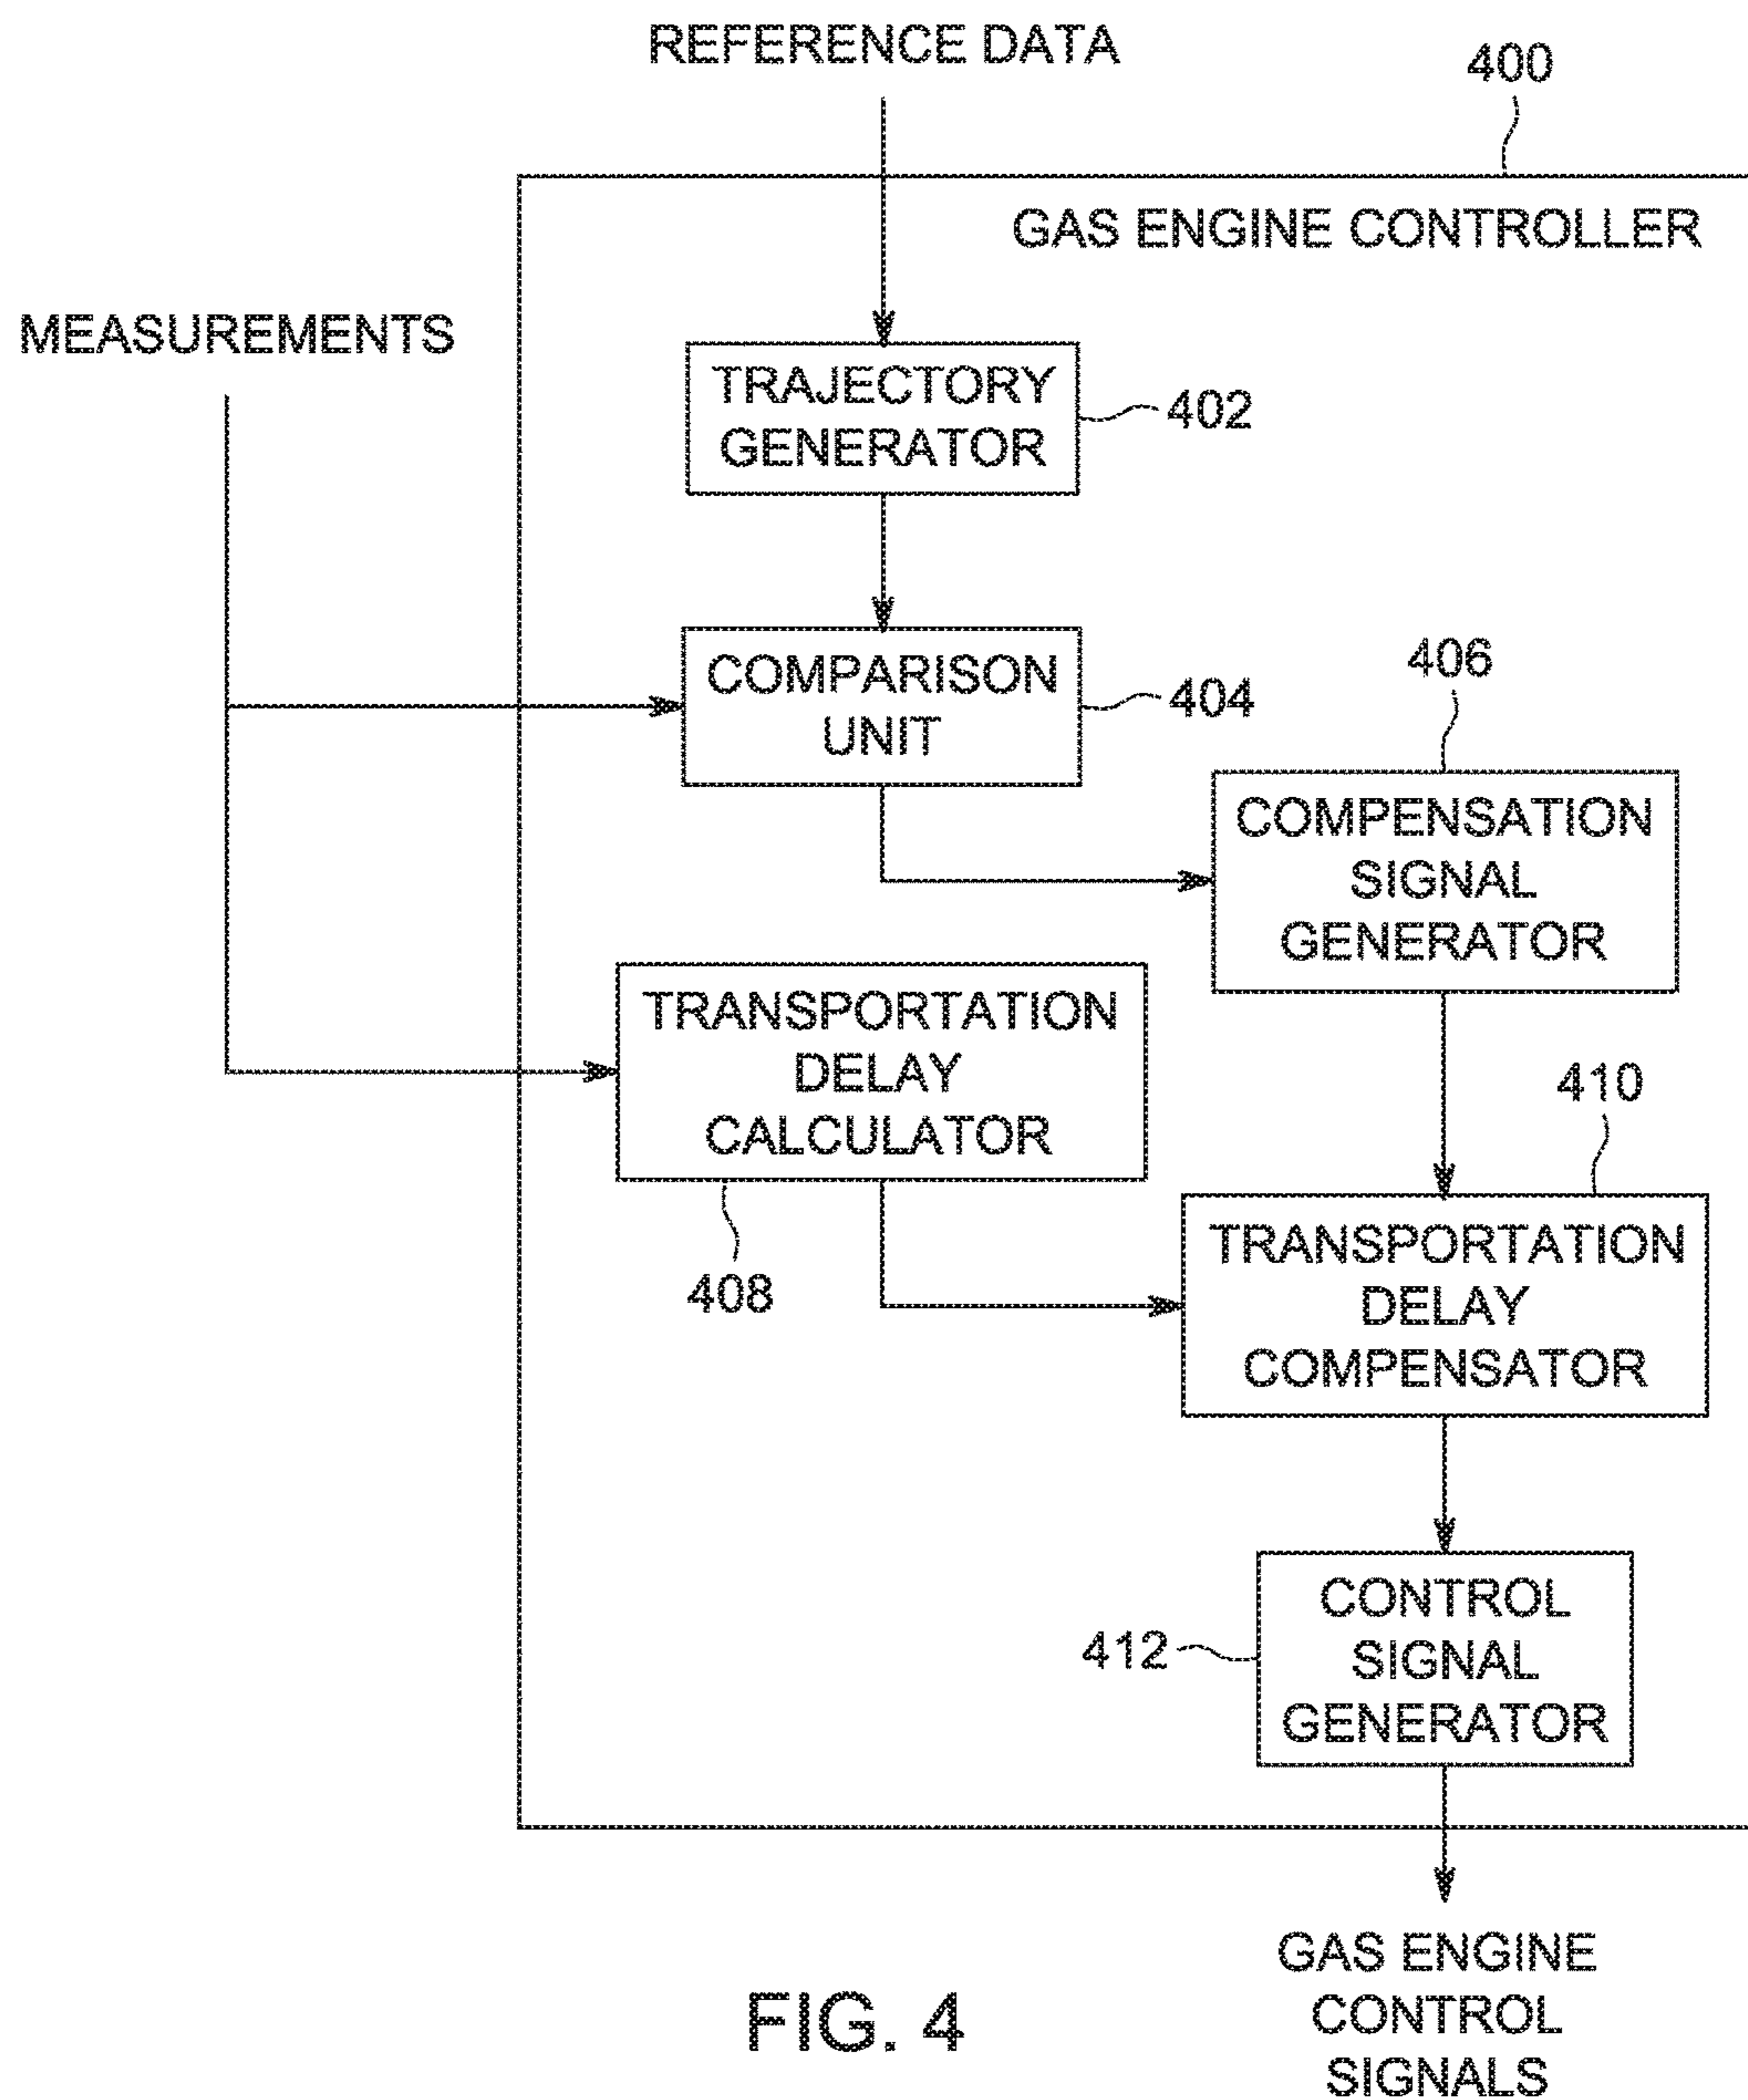 REFERENCE DATA
400
GAS ENGINE CONTROLLER
MEASUREMENTS
TRAJECTORY
GENERATOR
402
COMPARISON
UNIT
404
406
COMPENSATION
SIGNAL
GENERATOR
TRANSPORTATION
DELAY
CALCULATOR
408
410
TRANSPORTATION
DELAY
COMPENSATOR
412
CONTROL
SIGNAL
GENERATOR
GAS ENGINE
CONTROL
SIGNALS
FIG. 4